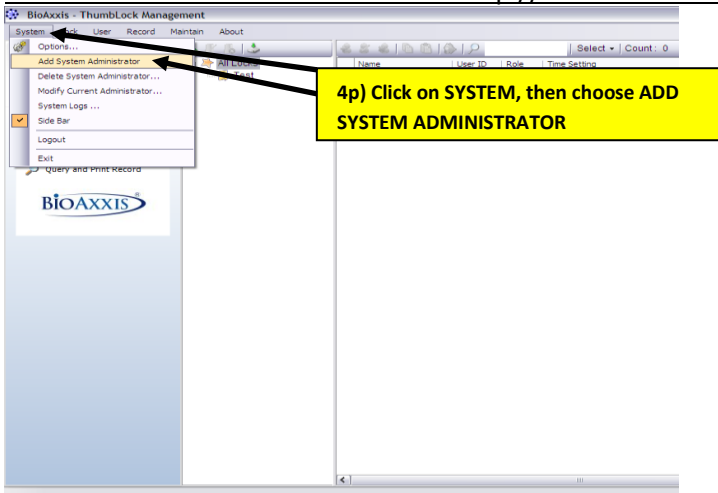 BioAxxis - ThumbLock Management
System Lock User Record Maintain About
Options...
Add System Administrator
Delete System Administrator...
Modify Current Administrator...
System Logs ...
Side Bar
Logout
Exit
Query and Print Record
BIOAXXIS
All Locks
Test
Select Count: 0
Name User ID Role Time Setting
4p) Click on SYSTEM, then choose ADD
SYSTEM ADMINISTRATOR